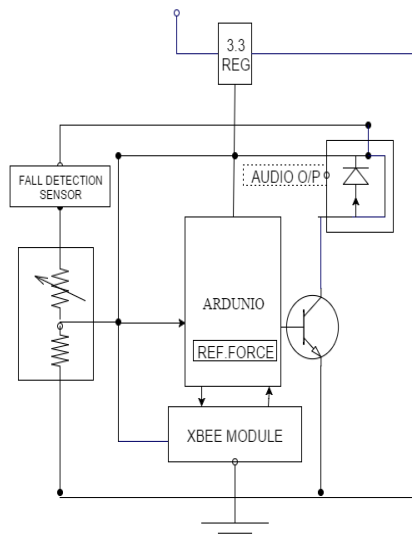 3.3
REG
AUDIO O/P
FALL DETECTION
SENSOR
ARDUNIO
REF.FORCE
XBEE MODULE